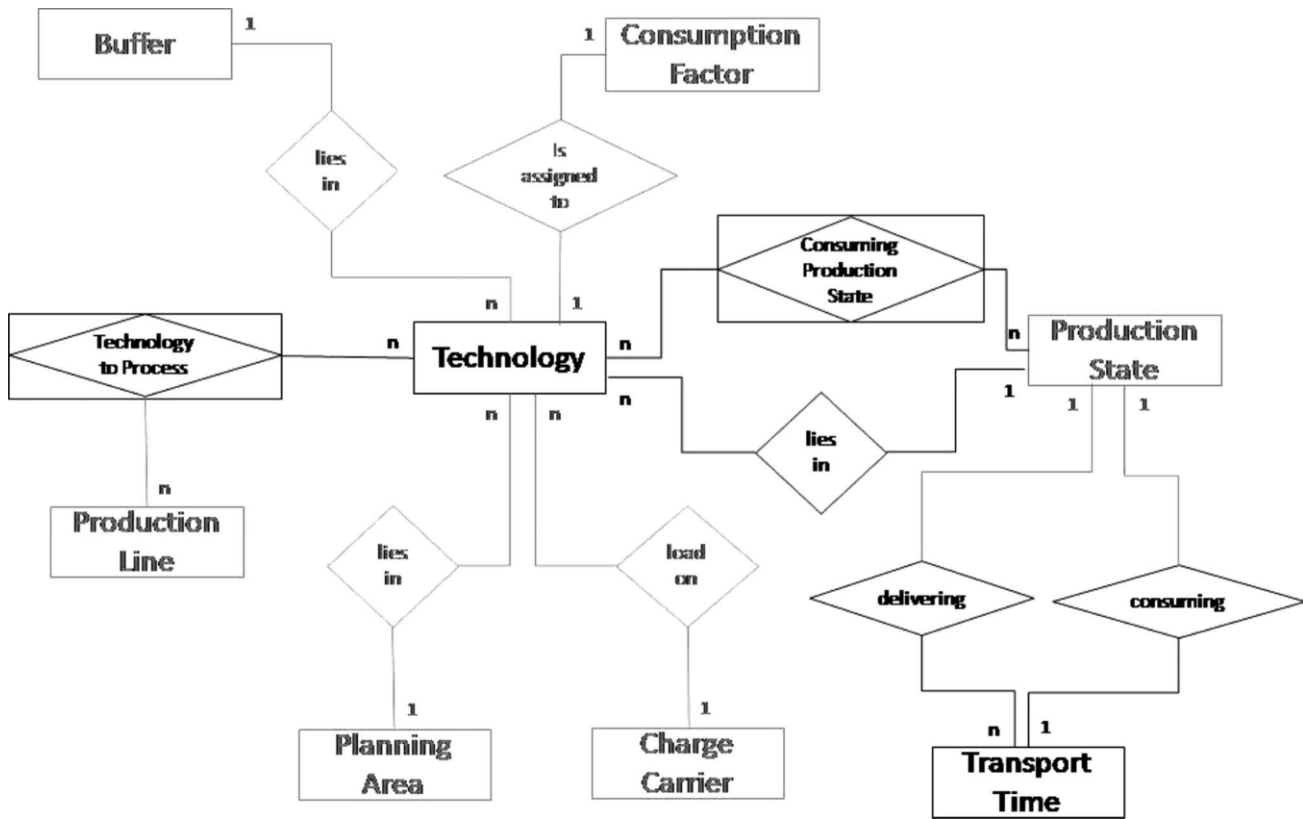 1
Buffer
1
Consumption
Factor
lies
in
Is
assigned
to
Consuming
Production
State
n
1
Technology
to Process
n
Technology
n
n
Production
State
n
1
1
1
n
n
lies
in
n
Production
Line
lies
in
load
on
delivering
consuming
1
1
n
1
Planning
Area
Charge
Carrier
Transport
Time